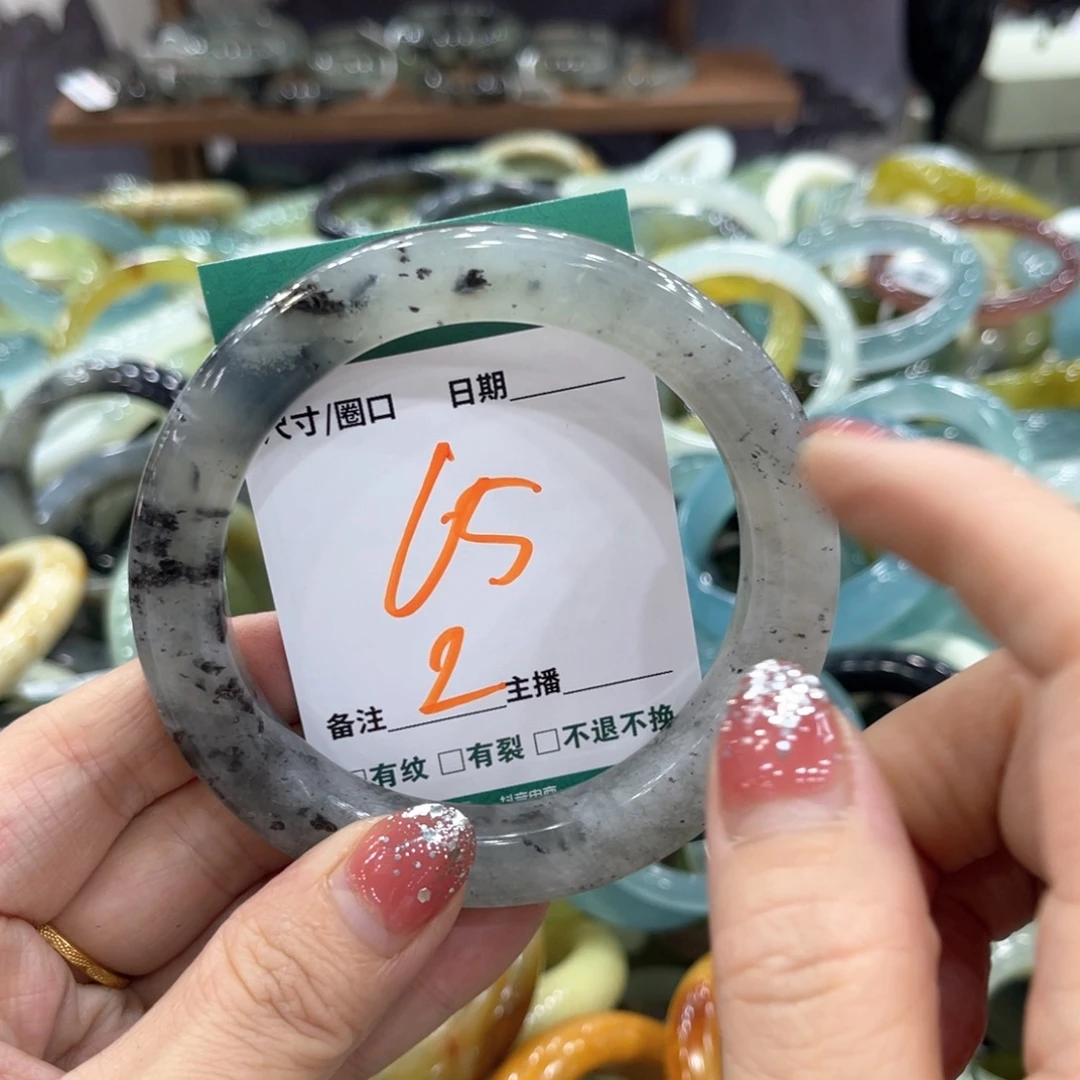 尺寸/圈口 日期
65
2
备注 主播
□有纹 □有裂 □不退不换